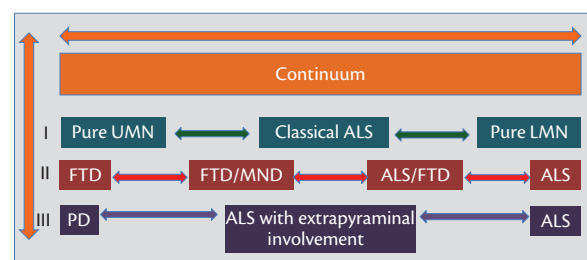 Continuum
I Pure UMN Classical ALS Pure LMN
II FTD FTD/MND ALS/FTD ALS
III PD ALS with extrapyraminal involvement ALS